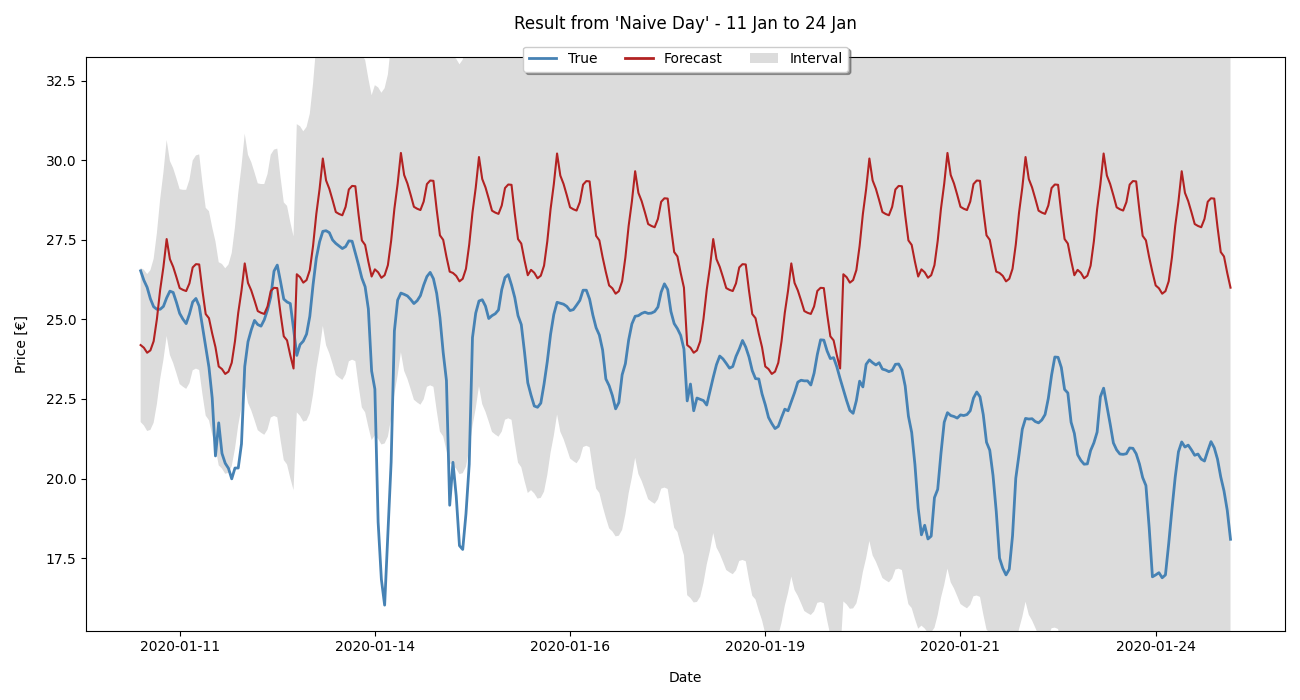 Result from 'Naive Day' - 11 Jan to 24 Jan
True Forecast Interval
32.5
30.0
27.5
25.0
22.5
20.0
17.5
Price [€]
2020-01-11 2020-01-14 2020-01-16 2020-01-19 2020-01-21 2020-01-24
Date